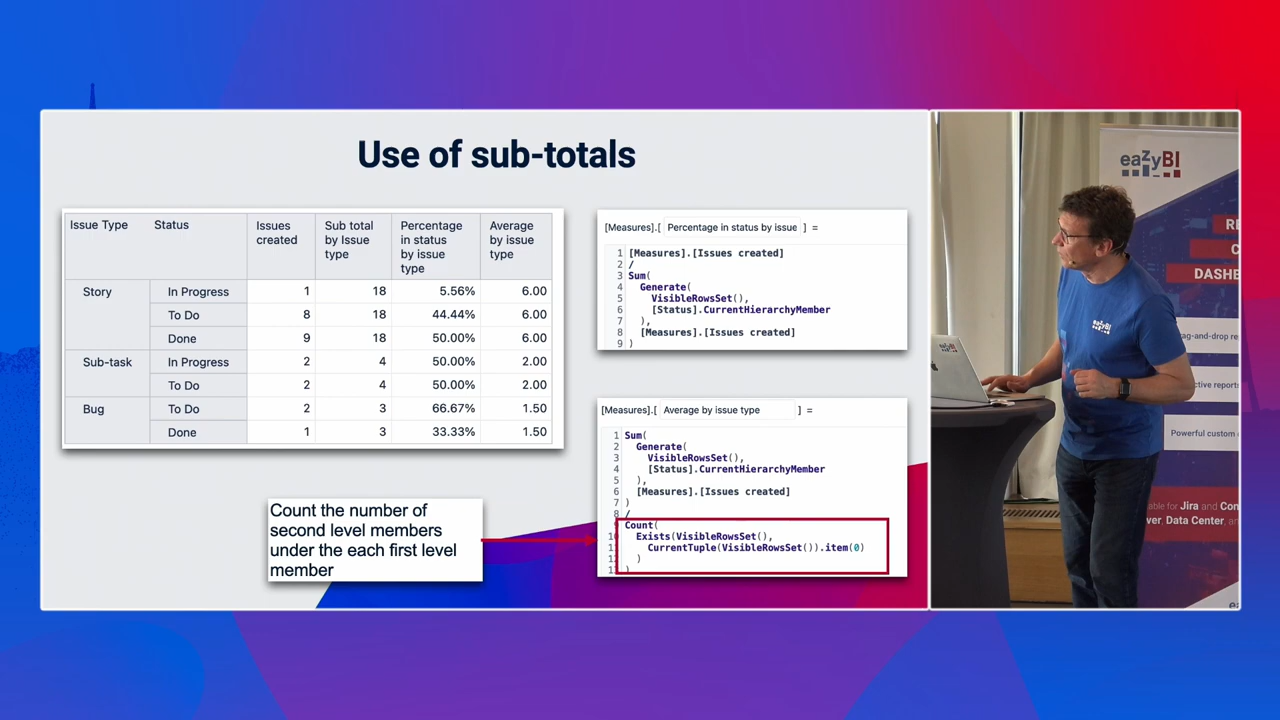 Use of sub-totals
Issue Type Status Issues created Sub total by Issue type Percentage in status by issue type Average by issue type
Story In Progress 1 18 5.56% 6.00
To Do 8 18 44.44% 6.00
Done 9 18 50.00% 6.00
Sub-task In Progress 2 4 50.00% 2.00
To Do 2 4 50.00% 2.00
Bug To Do 2 3 66.67% 1.50
Done 1 3 33.33% 1.50
Count the number of
second level members
under the each first level
member
[Measures].[ Percentage in status by issue ] =
1 [Measures].[Issues created]
2 /
3 Sum(
4 Generate(
5 VisibleRowsSet(),
6 [Status].CurrentHierarchyMember
7 ),
8 [Measures].[Issues created]
9 )
[Measures].[ Average by issue type ] =
1 Sum(
2 Generate(
3 VisibleRowsSet(),
4 [Status].CurrentHierarchyMember
5 ),
6 [Measures].[Issues created]
7 )
8 /
Count(
10 Exists(VisibleRowsSet(),
11 CurrentTuple(VisibleRowsSet()).item(0)
12 )
)
eazyBI
DASH
eazyBI
eazyBI
ag-and-drop re
ctive report
Powerful custom
able for Jira and Con
ver, Data Center, an